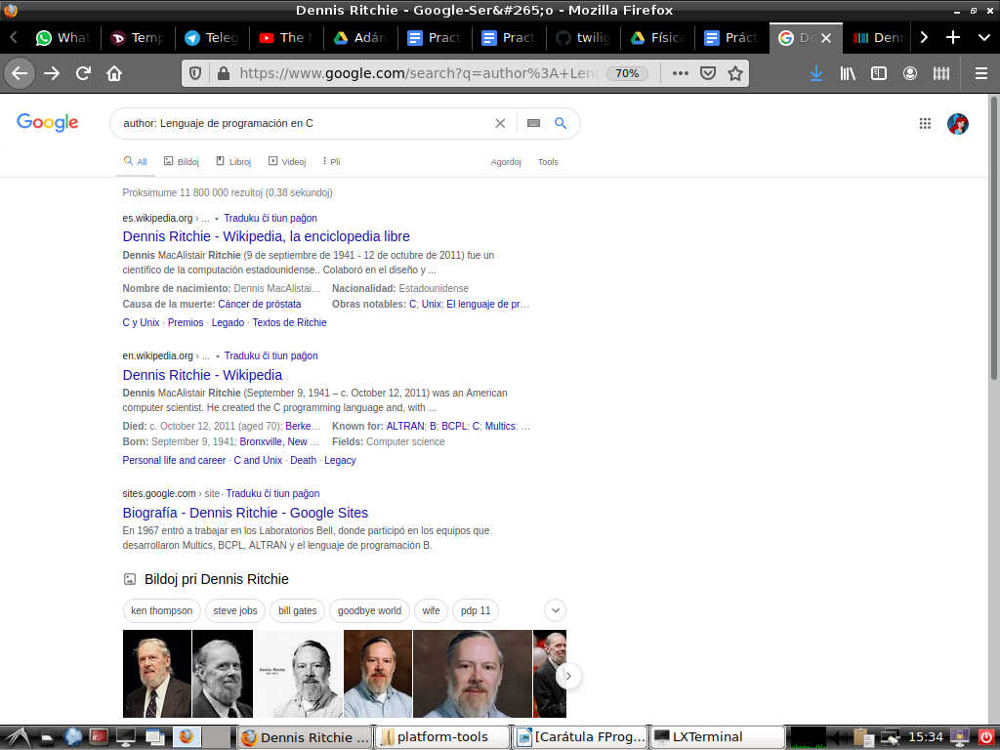 Dennis Ritchie - Google-Ser&#265;o - Mozilla Firefox
What
Temp
Teleg
The M
Adán
Pract
Pract
twilig
Física
Práct
De
Denn
https://www.google.com/search?q=author%3A+Leng
70%
Google
author: Lenguaje de programación en C
All
Bildoj
Libroj
Videoj
Pli
Agordoj
Tools
Proksimume 11 800 000 rezultoj (0,38 sekundoj)
es.wikipedia.org › ... Traduku ĉi tiun paĝon
Dennis Ritchie - Wikipedia, la enciclopedia libre
Dennis MacAlistair Ritchie (9 de septiembre de 1941 - 12 de octubre de 2011) fue un
científico de la computación estadounidense.. Colaboró en el diseño y ...
Nombre de nacimiento: Dennis MacAlistai… Nacionalidad: Estadounidense
Causa de la muerte: Cáncer de próstata Obras notables: C; Unix; El lenguaje de pr…
C y Unix · Premios · Legado · Textos de Ritchie
en.wikipedia.org › ... Traduku ĉi tiun paĝon
Dennis Ritchie - Wikipedia
Dennis MacAlistair Ritchie (September 9, 1941 – c. October 12, 2011) was an American
computer scientist. He created the C programming language and, with ...
Died: c. October 12, 2011 (aged 70); Berke… Known for: ALTRAN; B; BCPL; C; Multics; …
Born: September 9, 1941; Bronxville, New … Fields: Computer science
Personal life and career · C and Unix · Death · Legacy
sites.google.com › site · Traduku ĉi tiun paĝon
Biografía - Dennis Ritchie - Google Sites
En 1967 entró a trabajar en los Laboratorios Bell, donde participó en los equipos que
desarrollaron Multics, BCPL, ALTRAN y el lenguaje de programación B.
Bildoj pri Dennis Ritchie
ken thompson
steve jobs
bill gates
goodbye world
wife
pdp 11
Dennis Ritchie
Dennis Ritchie ...
platform-tools
[Carátula FProg...
LXTerminal
15:34